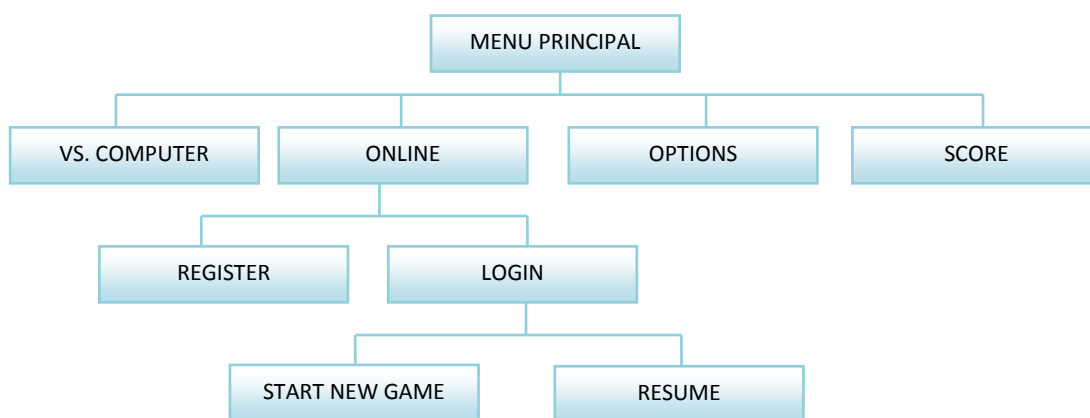 MENU PRINCIPAL
VS. COMPUTER
ONLINE
OPTIONS
SCORE
REGISTER
LOGIN
START NEW GAME
RESUME